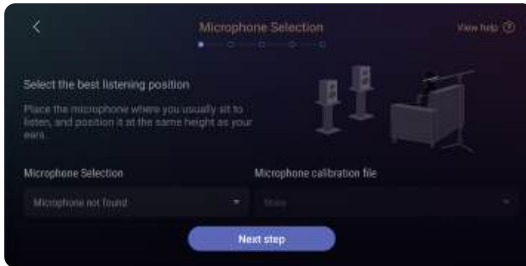 Microphone Selection
View help
Select the best listening position
Place the microphone where you usually sit to
listen, and position it at the same height as your
ears.
Microphone Selection
Microphone calibration file
Microphone not found
None
Next step